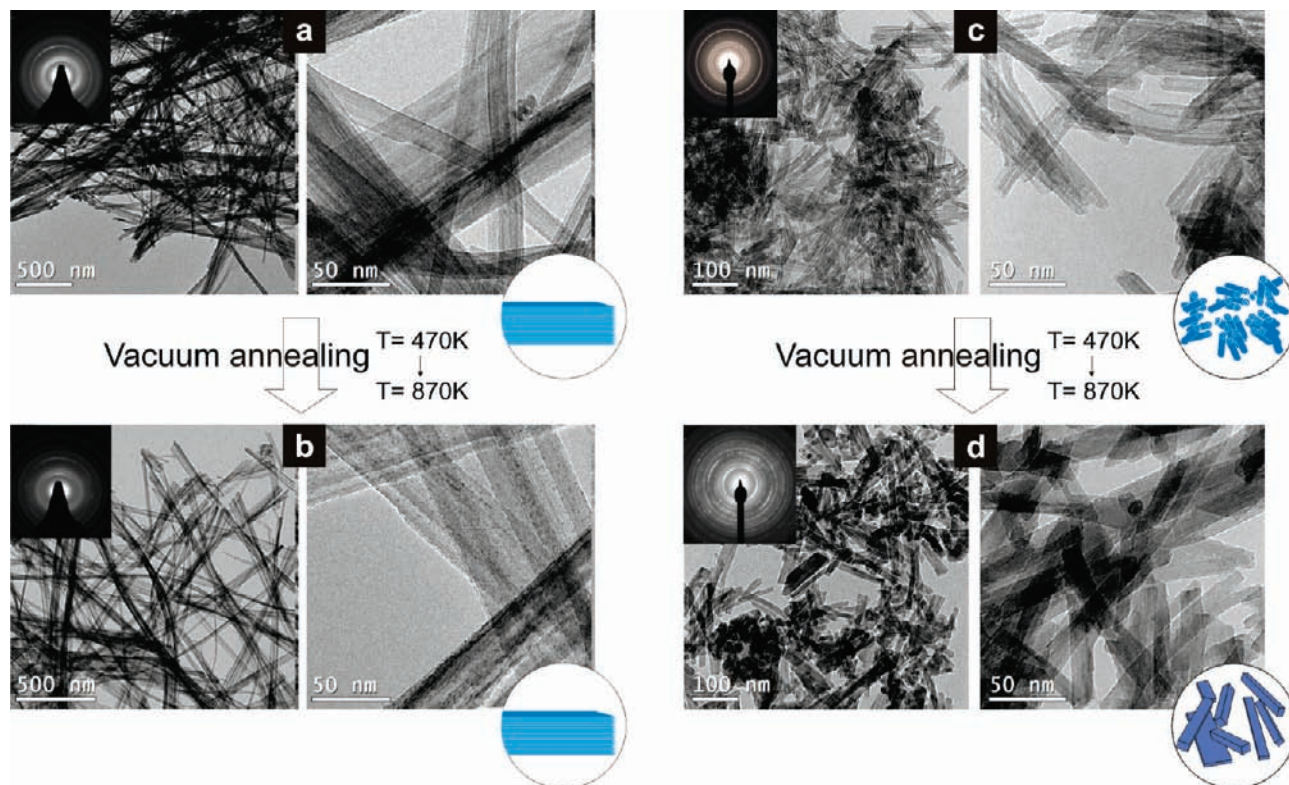 a
500 nm
50 nm
c
100 nm
50 nm
Vacuum annealing
T= 470K
T= 870K
Vacuum annealing
T= 470K
T= 870K
b
500 nm
50 nm
d
100 nm
50 nm